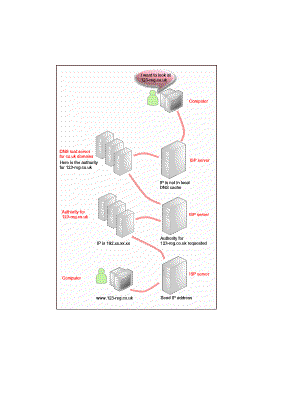 I want to look at
123-reg.co.uk
Computer
DNS root server
for co.uk domains
Here is the authority
for 123-reg.co.uk
ISP server
IP is not in local
DNS cache
Authority for
123-reg.co.uk
ISP server
IP is 192.xx.xx.xx
Authority for
123-reg.co.uk requested
Computer
ISP server
www.123-reg.co.uk
Send IP address